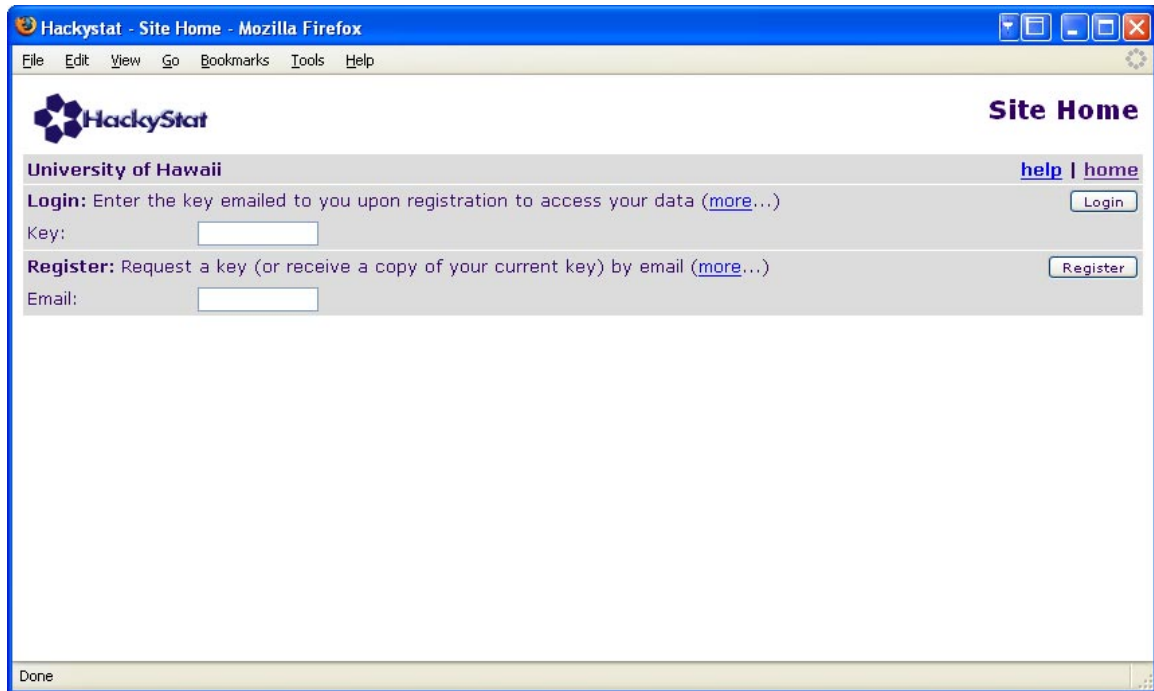 Hackystat - Site Home - Mozilla Firefox
File Edit View Go Bookmarks Tools Help
HackyStat
Site Home
University of Hawaii help | home
Login: Enter the key emailed to you upon registration to access your data (more...) Login
Key:
Register: Request a key (or receive a copy of your current key) by email (more...) Register
Email:
Done